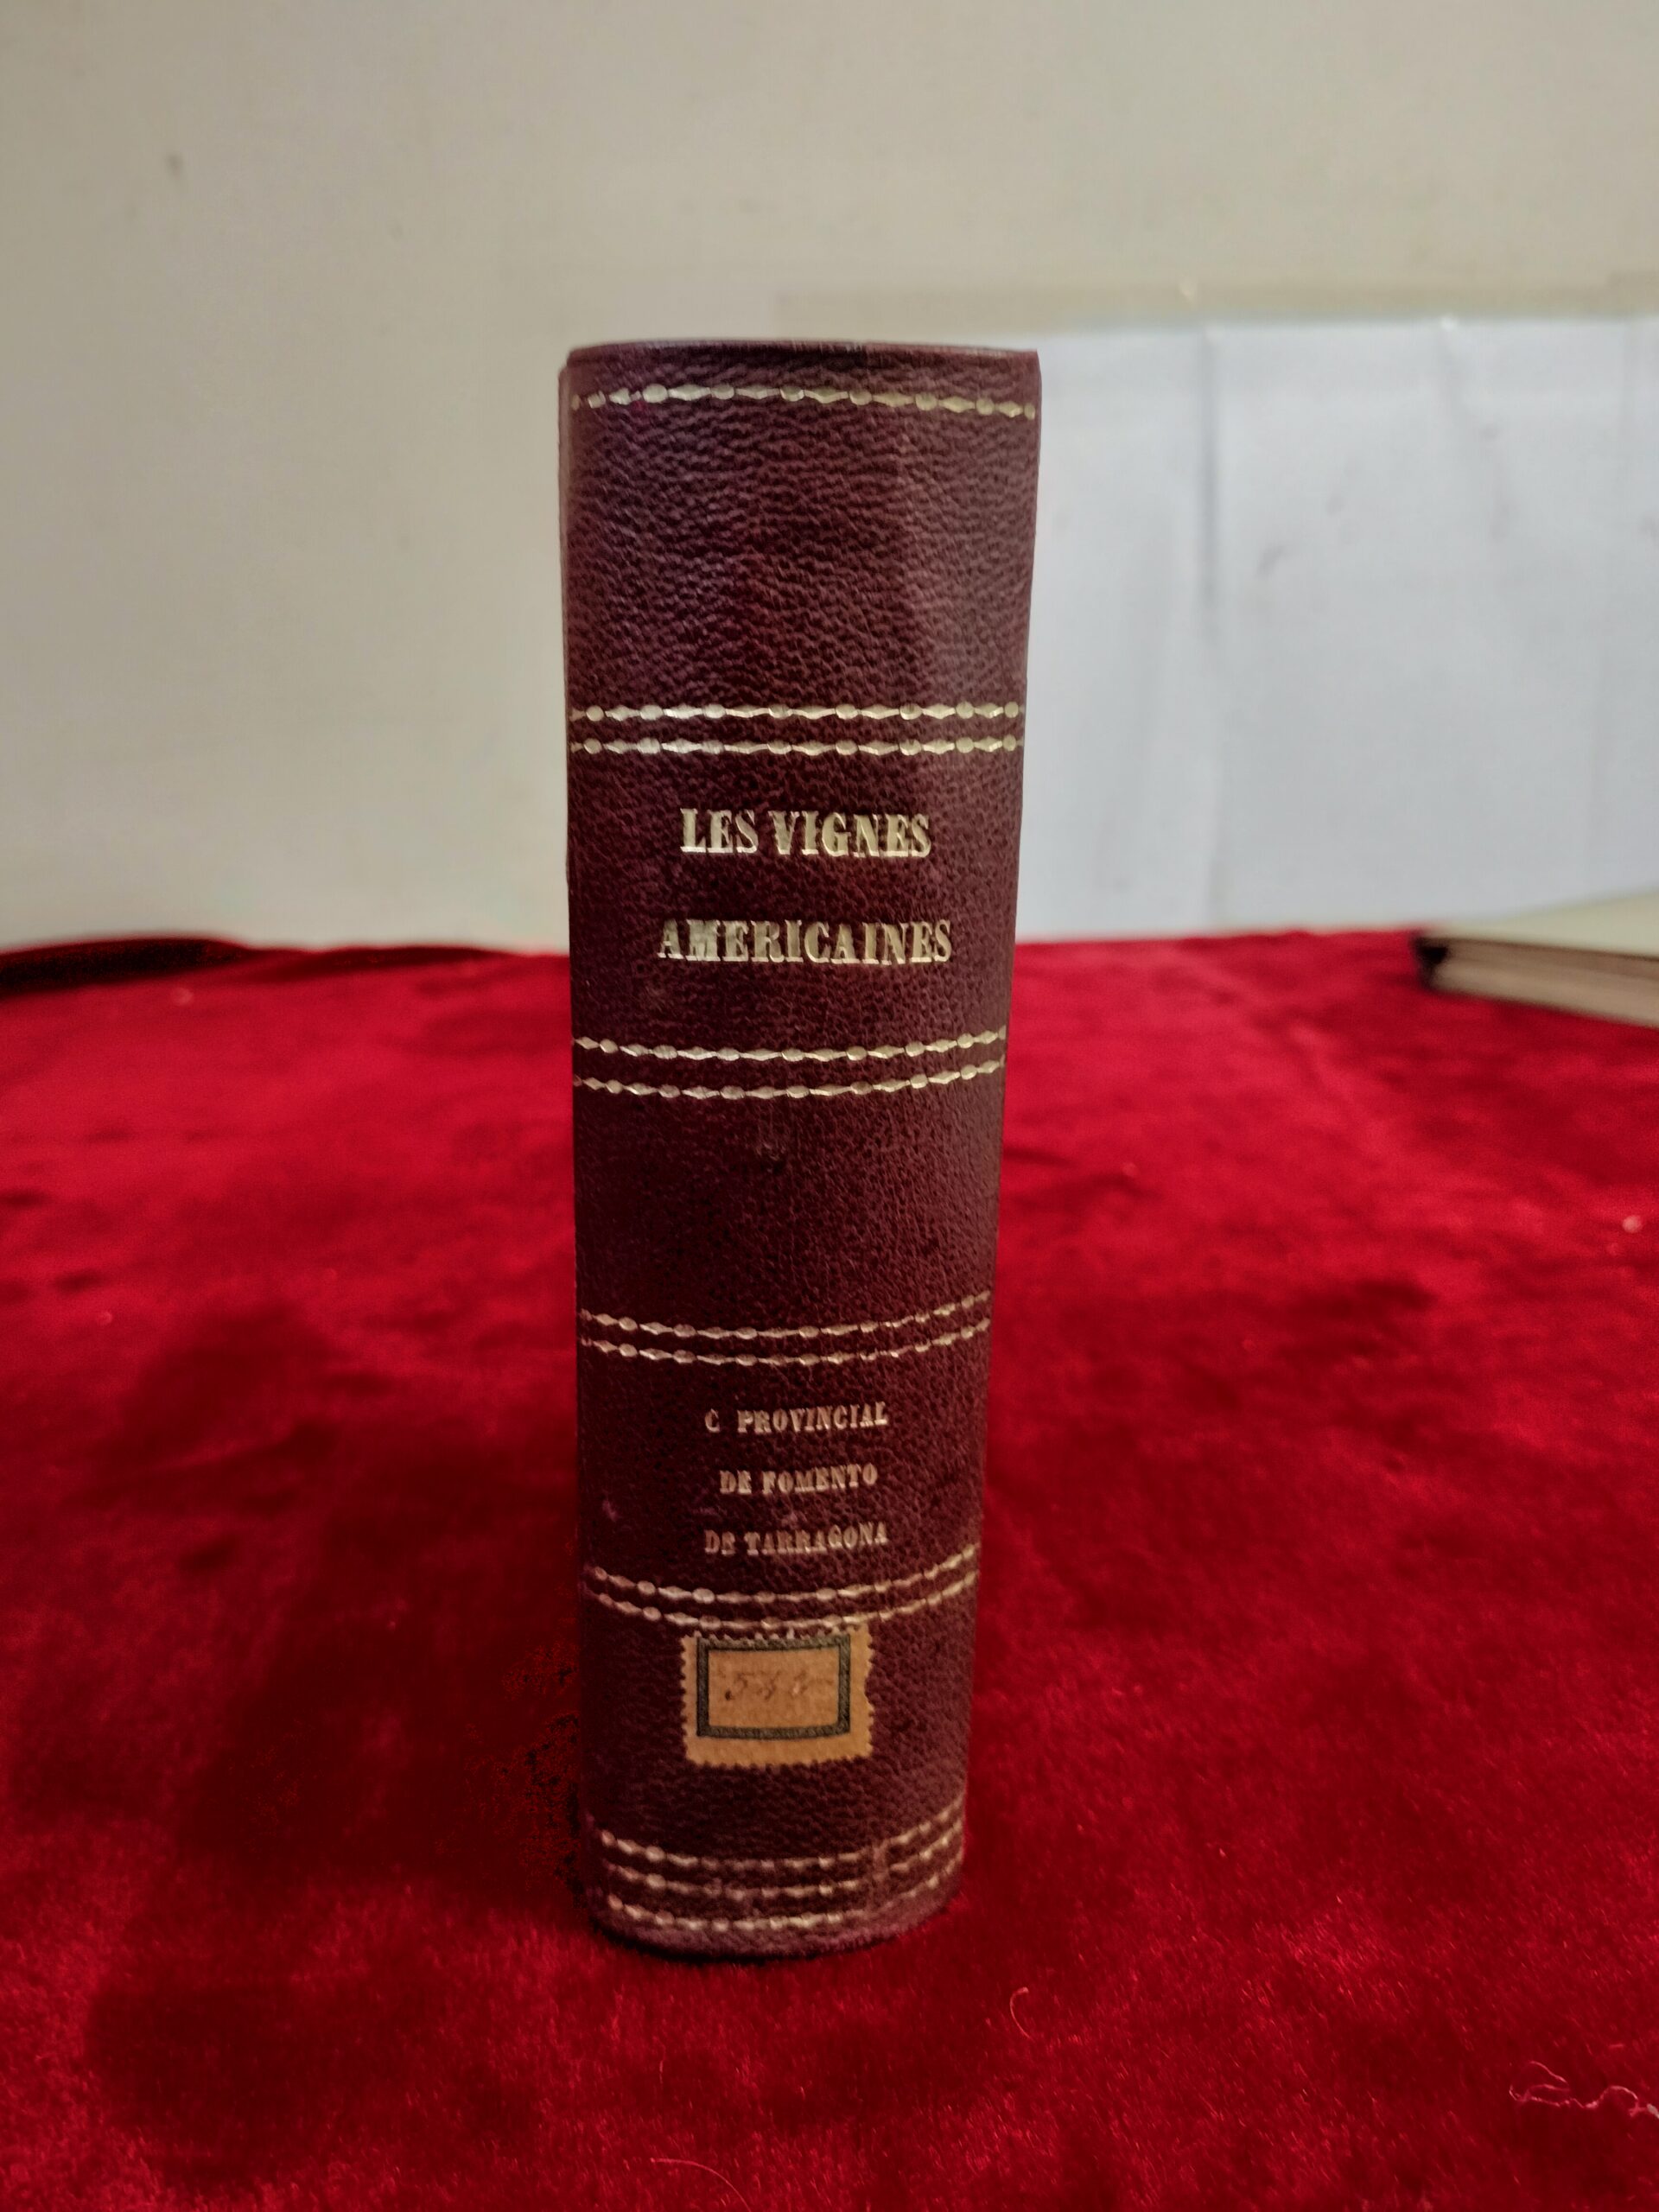 LES VIGNES
AMERICAINES
C PROVINCIAL
DE FOMENTO
DE TARRAGONA